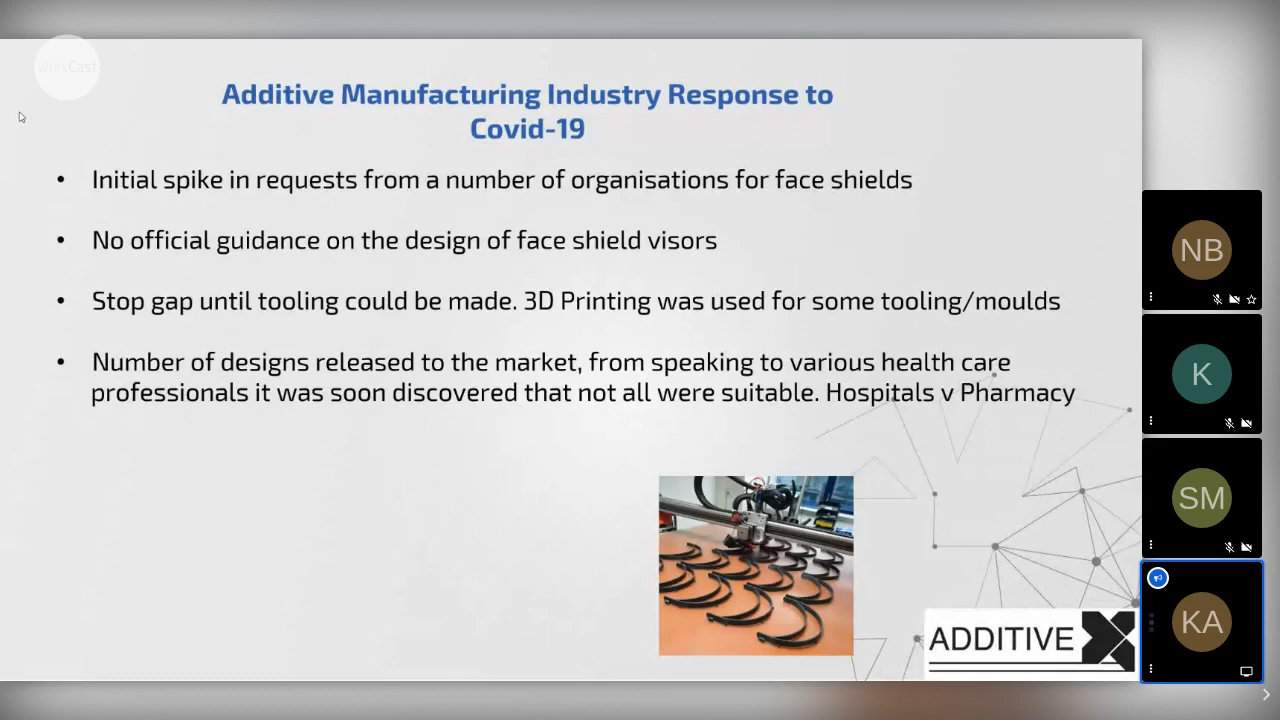 workCast
Additive Manufacturing Industry Response to
Covid-19
• Initial spike in requests from a number of organisations for face shields
• No official guidance on the design of face shield visors
• Stop gap until tooling could be made. 3D Printing was used for some tooling/moulds
• Number of designs released to the market, from speaking to various health care
professionals it was soon discovered that not all were suitable. Hospitals v Pharmacy
ADDITIVE X
NB
K
SM
KA